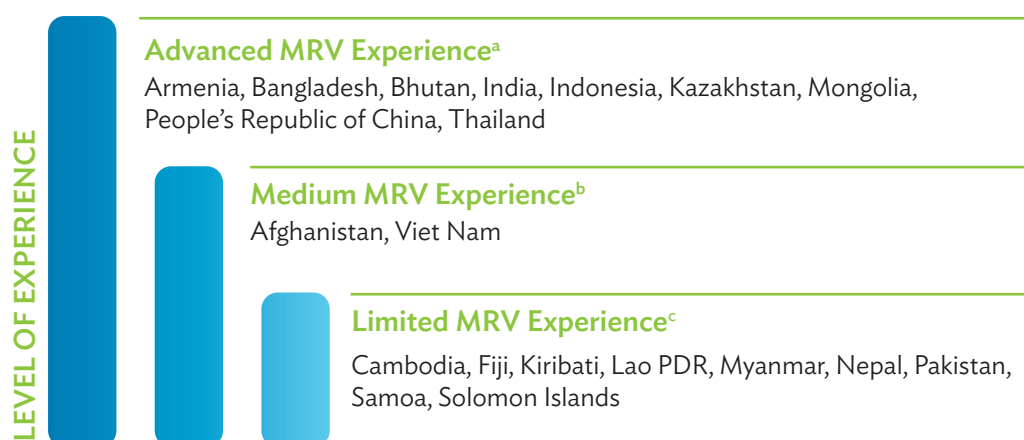 LEVEL OF EXPERIENCE
Advanced MRV Experienceᵃ
Armenia, Bangladesh, Bhutan, India, Indonesia, Kazakhstan, Mongolia,
People’s Republic of China, Thailand
Medium MRV Experienceᵇ
Afghanistan, Viet Nam
Limited MRV Experienceᶜ
Cambodia, Fiji, Kiribati, Lao PDR, Myanmar, Nepal, Pakistan,
Samoa, Solomon Islands